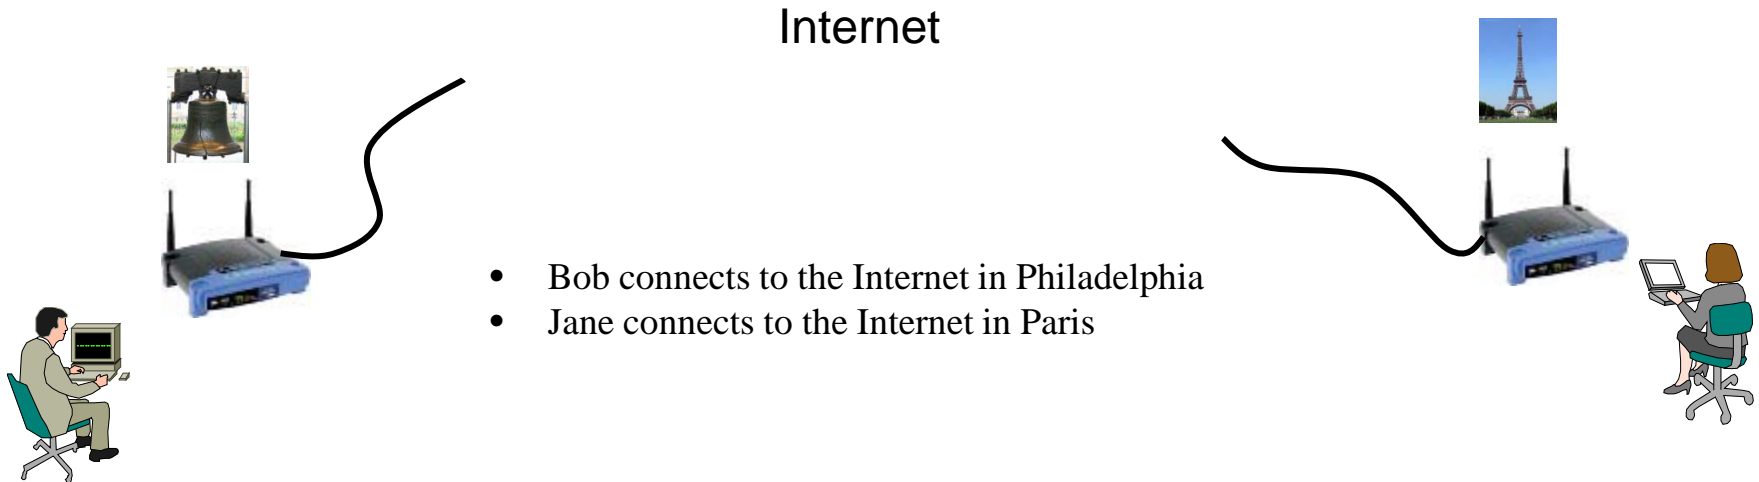 Internet
• Bob connects to the Internet in Philadelphia
• Jane connects to the Internet in Paris